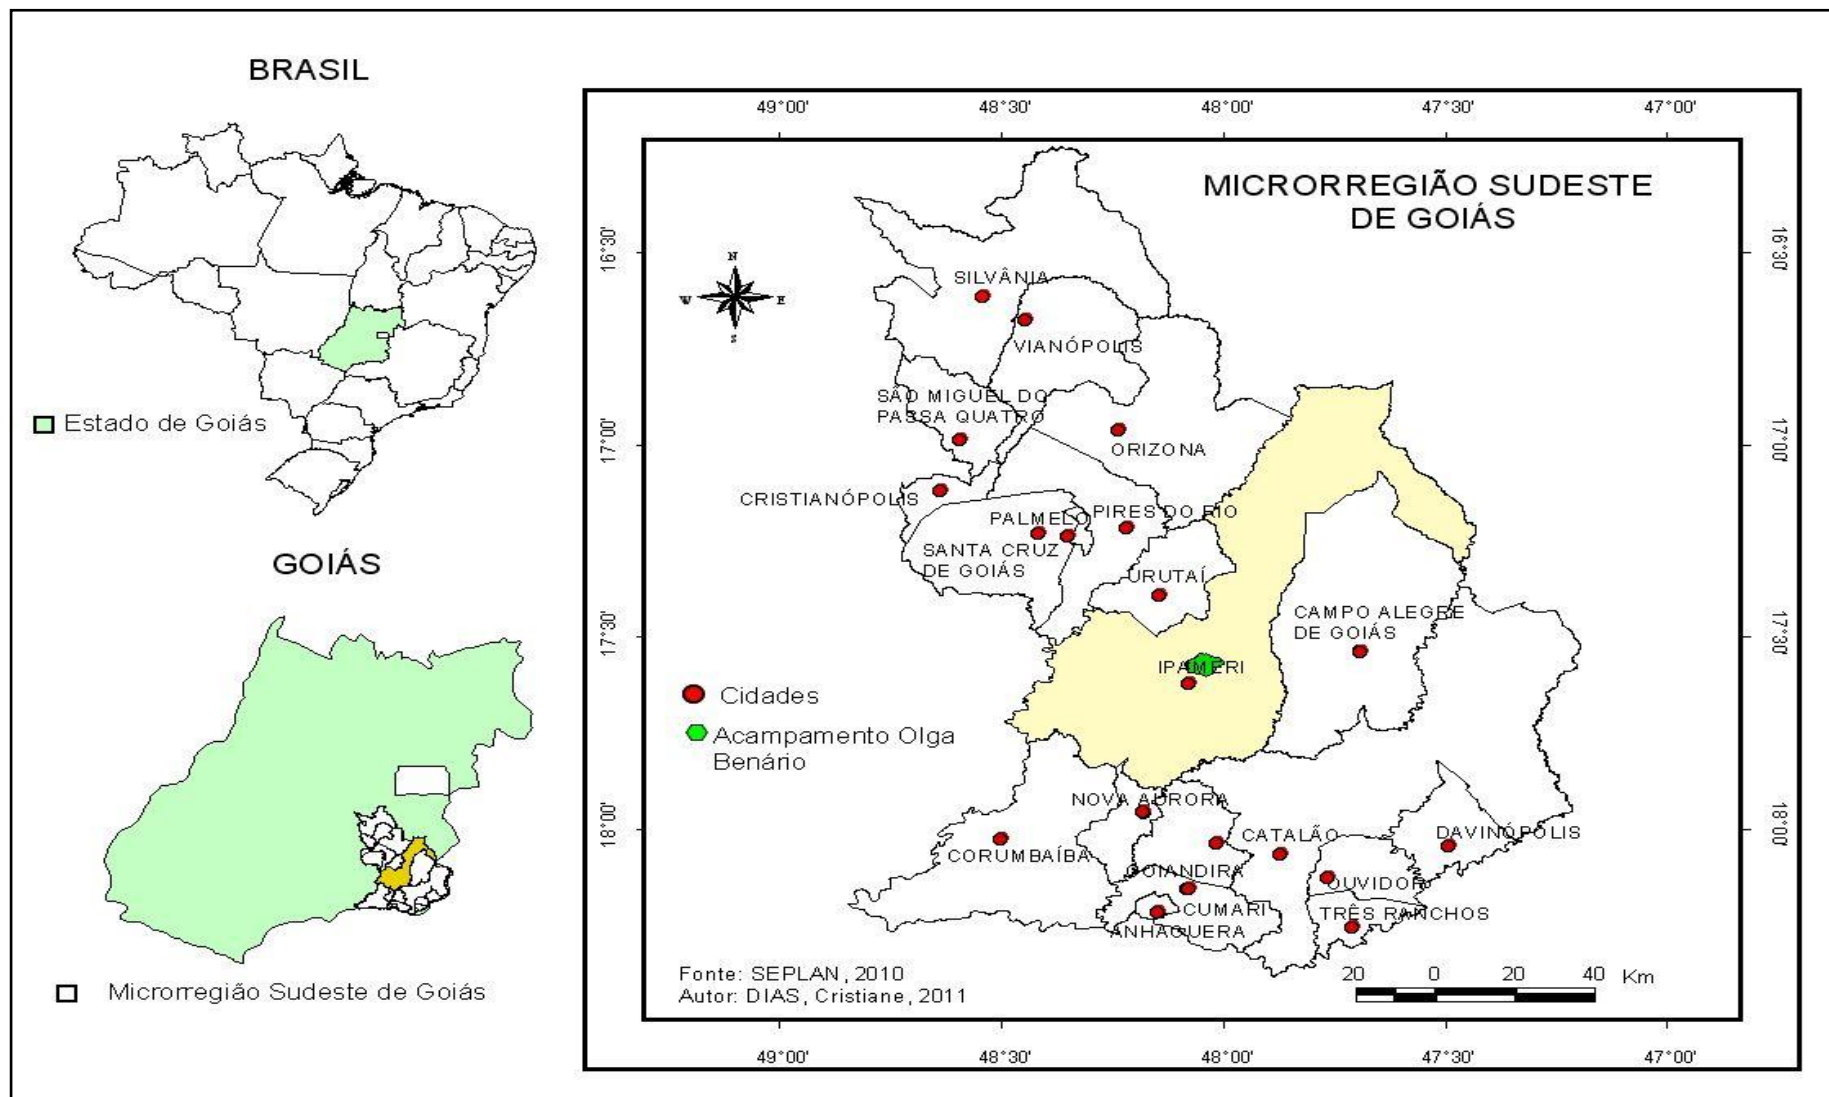 BRASIL
Estado de Goiás
GOIÁS
Microrregião Sudeste de Goiás
49°00'
48°30'
48°00'
47°30'
47°00'
MICRORREGIÃO SUDESTE
DE GOIÁS
16°30'
17°00'
17°30'
18°00'
16°30'
17°00'
17°30'
18°00'
N
W
E
S
SILVÂNIA
VIANÓPOLIS
SÃO MIGUEL DO
PASSA QUATRO
ORIZONA
CRISTIANÓPOLIS
PALMELO
PIRES DO RIO
SANTA CRUZ
DE GOIÁS
URUTAÍ
CAMPO ALEGRE
DE GOIÁS
IPAMERI
Cidades
Acampamento Olga
Benário
NOVA AURORA
CORUMBAÍBA
GOIANDIRA
CATALÃO
DAVINÓPOLIS
OUVIDOR
CUMARI
TRÊS RANCHOS
ANHAGUERA
Fonte: SEPLAN, 2010
Autor: DIAS, Cristiane, 2011
20 0 20 40 Km
49°00'
48°30'
48°00'
47°30'
47°00'